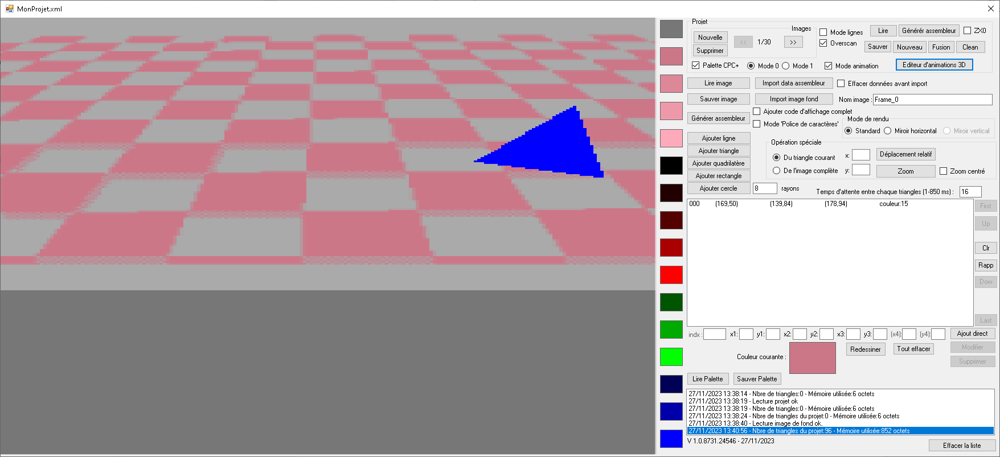 MonProjet.xml
Projet
Images
Nouvelle
Supprimer
<<
1/30
>>
Mode lignes
Overscan
Lire
Générér assembleur
ZX0
Sauver
Nouveau
Fusion
Clean
Palette CPC+
Mode 0
Mode 1
Mode animation
Editeur d'animations 3D
Lire image
Import data assembleur
Effacer données avant import
Sauver image
Import image fond
Nom image :
Frame_0
Générer assembleur
Ajouter code d'affichage complet
Mode 'Police de caractères'
Mode de rendu
Standard
Miroir horizontal
Miroir vertical
Ajouter ligne
Ajouter triangle
Ajouter quadrilatère
Ajouter rectangle
Ajouter cercle
8
rayons
Opération spéciale
Du triangle courant
De l'image complète
x:
y:
Déplacement relatif
Zoom
Zoom centré
Temps d'attente entre chaque triangles (1-850 ms) :
16
000 (169,50) (139,84) (178,94) couleur:15
First
Up
Clr
Rapp
Dow
Last
indx :
x1:
y1:
x2:
y2:
x3:
y3:
(x4):
(y4):
Ajout direct
Modifier
Supprimer
Couleur courante :
Redessiner
Tout effacer
Lire Palette
Sauver Palette
27/11/2023 13:38:14 - Nbre de triangles:0 - Mémoire utilisée:6 octets
27/11/2023 13:38:19 - Lecture projet ok
27/11/2023 13:38:19 - Nbre de triangles:0 - Mémoire utilisée:6 octets
27/11/2023 13:38:24 - Nbre de triangles du projet:0 - Mémoire utilisée:6 octets
27/11/2023 13:38:40 - Lecture image de fond ok.
27/11/2023 13:40:56 - Nbre de triangles du projet:96 - Mémoire utilisée:852 octets
V 1.0.8731.24546 - 27/11/2023
Effacer la liste